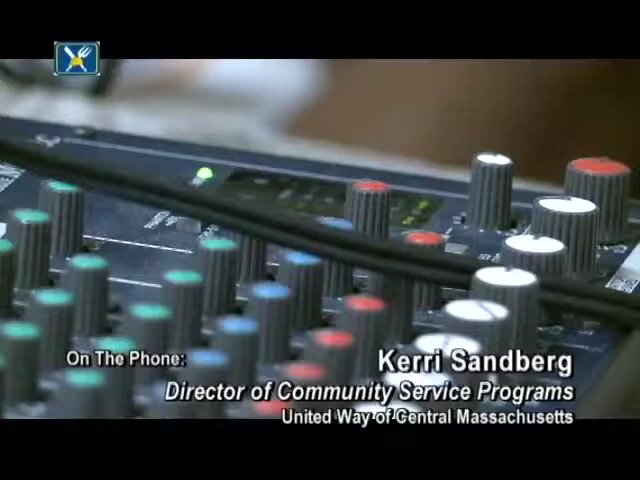 On The Phone:
Kerri Sandberg
Director of Community Service Programs
United Way of Central Massachusetts